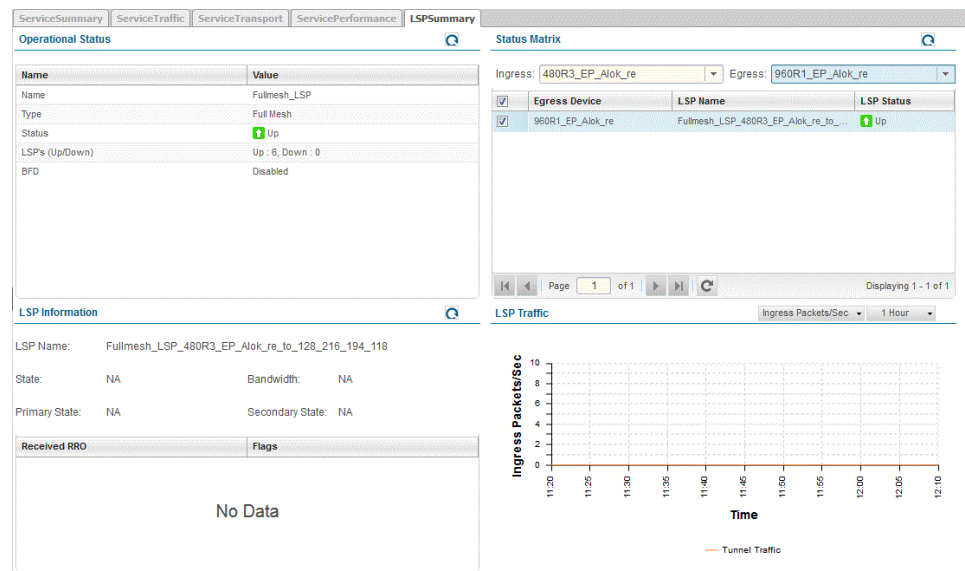 ServiceSummary ServiceTraffic ServiceTransport ServicePerformance LSPSummary
Operational Status
Name Value
Name Fullmesh_LSP
Type Full Mesh
Status Up
LSP's (Up/Down) Up : 6, Down : 0
BFD Disabled
Status Matrix
Ingress: 480R3_EP_Alok_re Egress: 960R1_EP_Alok_re
Egress Device LSP Name LSP Status
960R1_EP_Alok_re Fullmesh_LSP_480R3_EP_Alok_re_to_... Up
Page 1 of 1 Displaying 1 - 1 of 1
LSP Information
LSP Name: Fullmesh_LSP_480R3_EP_Alok_re_to_128_216_194_118
State: NA Bandwidth: NA
Primary State: NA Secondary State: NA
Received RRO Flags
No Data
LSP Traffic Ingress Packets/Sec 1 Hour
Ingress Packets/Sec
10
8
6
4
2
0
11:20 11:25 11:30 11:35 11:40 11:45 11:50 11:55 12:00 12:05 12:10
Time
Tunnel Traffic